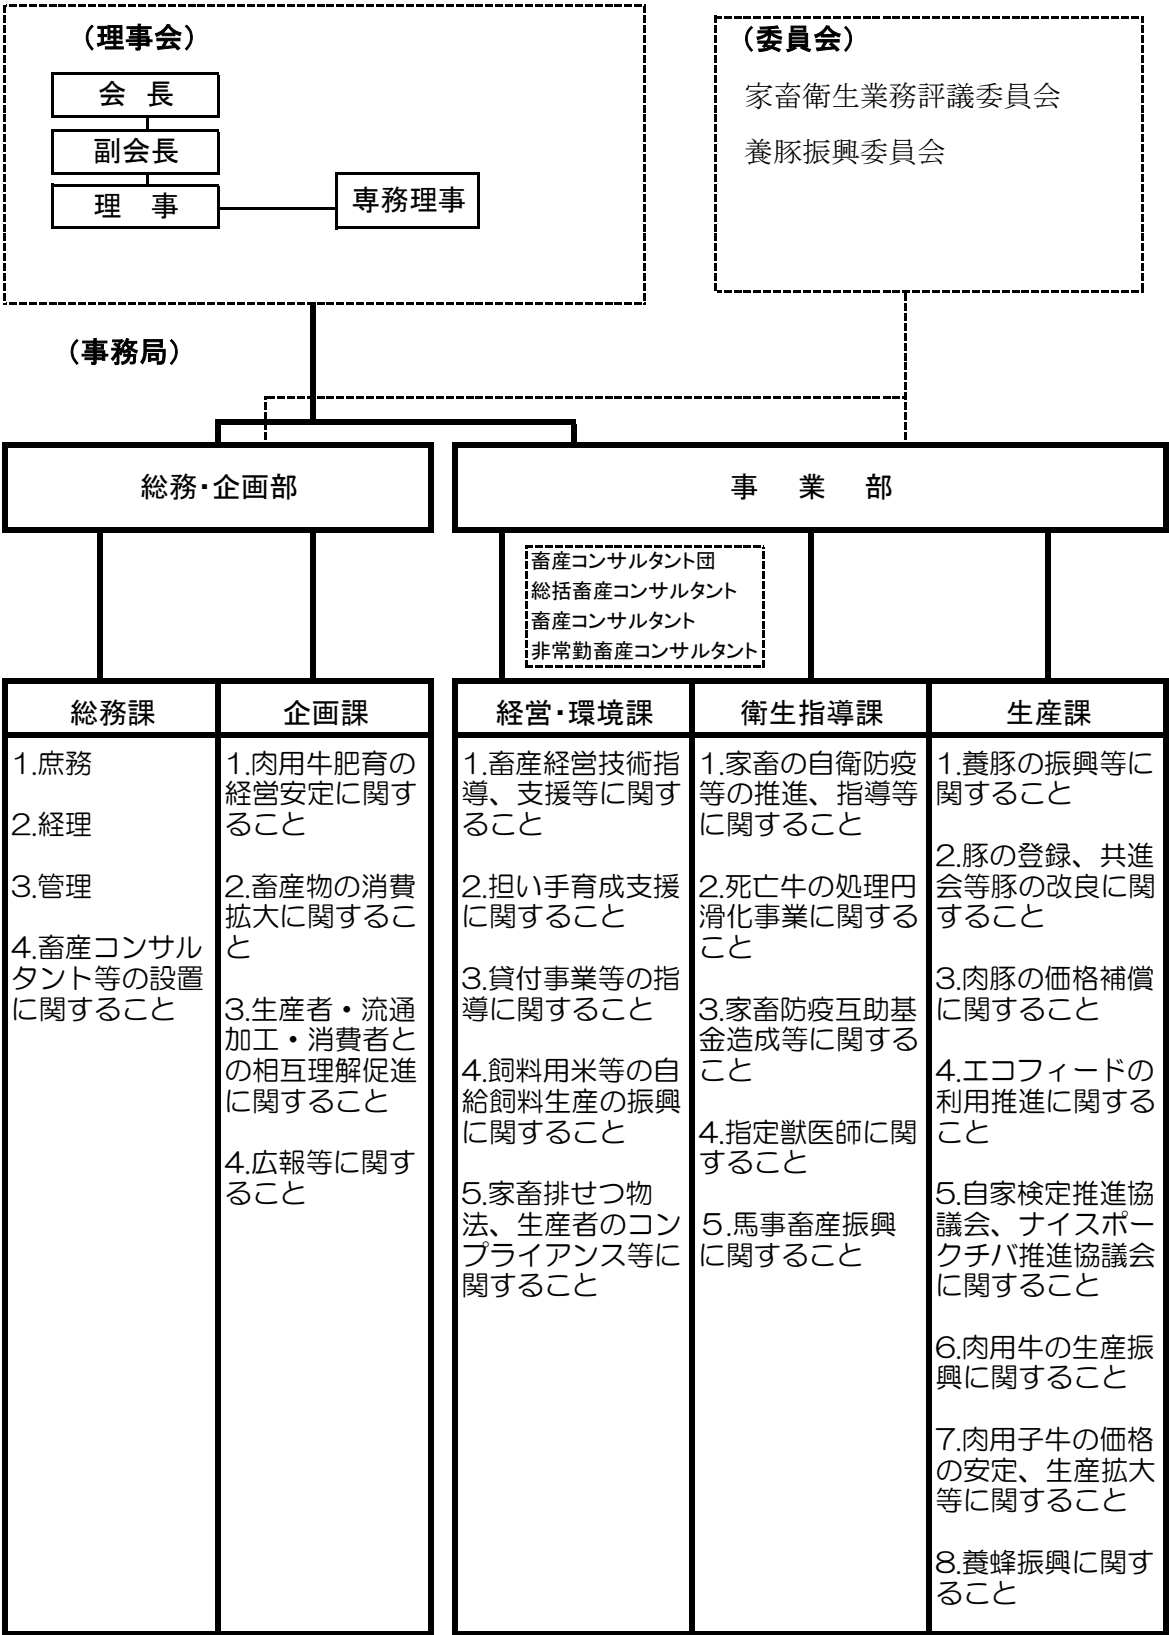 （理事会）
会 長
副会長
理 事
専務理事
（委員会）
家畜衛生業務評議委員会
養豚振興委員会
（事務局）
総務･企画部
事 業 部
畜産コンサルタント団
総括畜産コンサルタント
畜産コンサルタント
非常勤畜産コンサルタント
総務課
1.庶務
2.経理
3.管理
4.畜産コンサル
タント等の設置
に関すること
企画課
1.肉用牛肥育の
経営安定に関す
ること
2.畜産物の消費
拡大に関するこ
と
3.生産者・流通
加工・消費者と
の相互理解促進
に関すること
4.広報等に関す
ること
経営･環境課
1.畜産経営技術指
導、支援等に関す
ること
2.担い手育成支援
に関すること
3.貸付事業等の指
導に関すること
4.飼料用米等の自
給飼料生産の振興
に関すること
5.家畜排せつ物
法、生産者のコン
プライアンス等に
関すること
衛生指導課
1.家畜の自衛防疫
等の推進、指導等
に関すること
2.死亡牛の処理円
滑化事業に関する
こと
3.家畜防疫互助基
金造成等に関する
こと
4.指定獣医師に関
すること
5.馬事畜産振興
に関すること
生産課
1.養豚の振興等に
関すること
2.豚の登録、共進
会等豚の改良に関
すること
3.肉豚の価格補償
に関すること
4.エコフィードの
利用推進に関する
こと
5.自家検定推進協
議会、ナイスポー
クチバ推進協議会
に関すること
6.肉用牛の生産振
興に関すること
7.肉用子牛の価格
の安定、生産拡大
等に関すること
8.養蜂振興に関す
ること